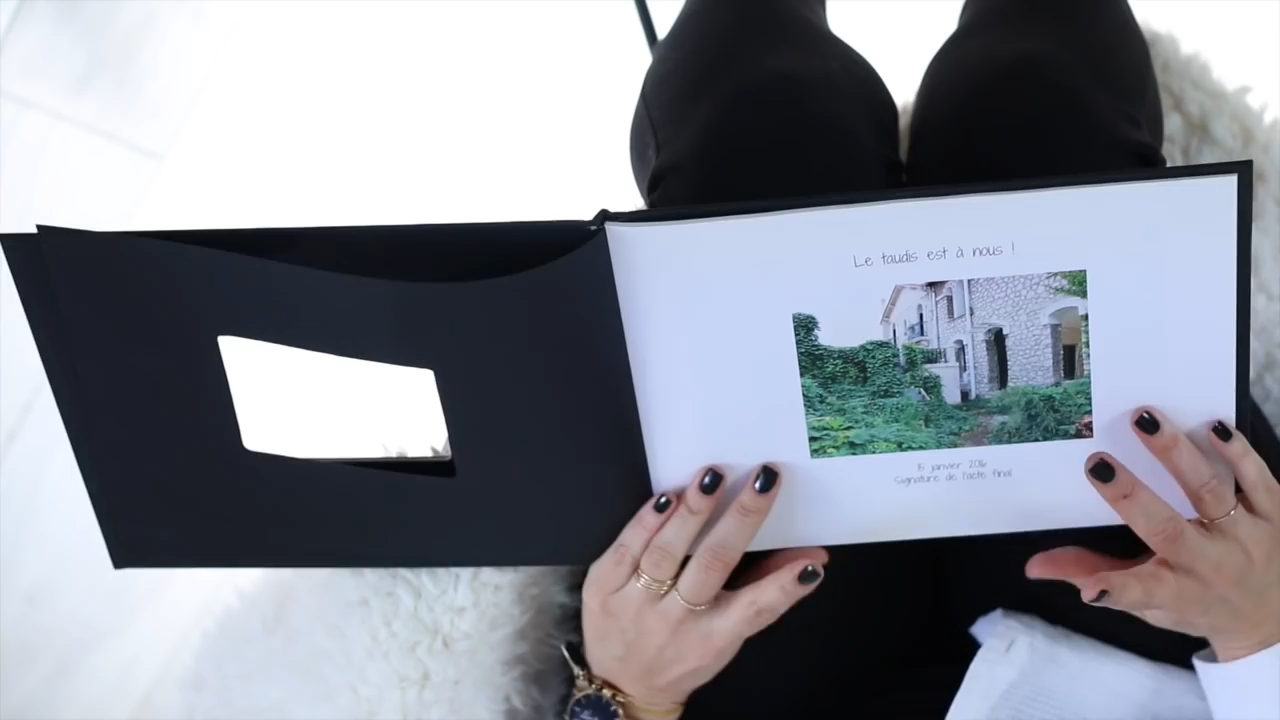 Le taudis est à nous !
15 janvier 2016
Signature de l'acte final